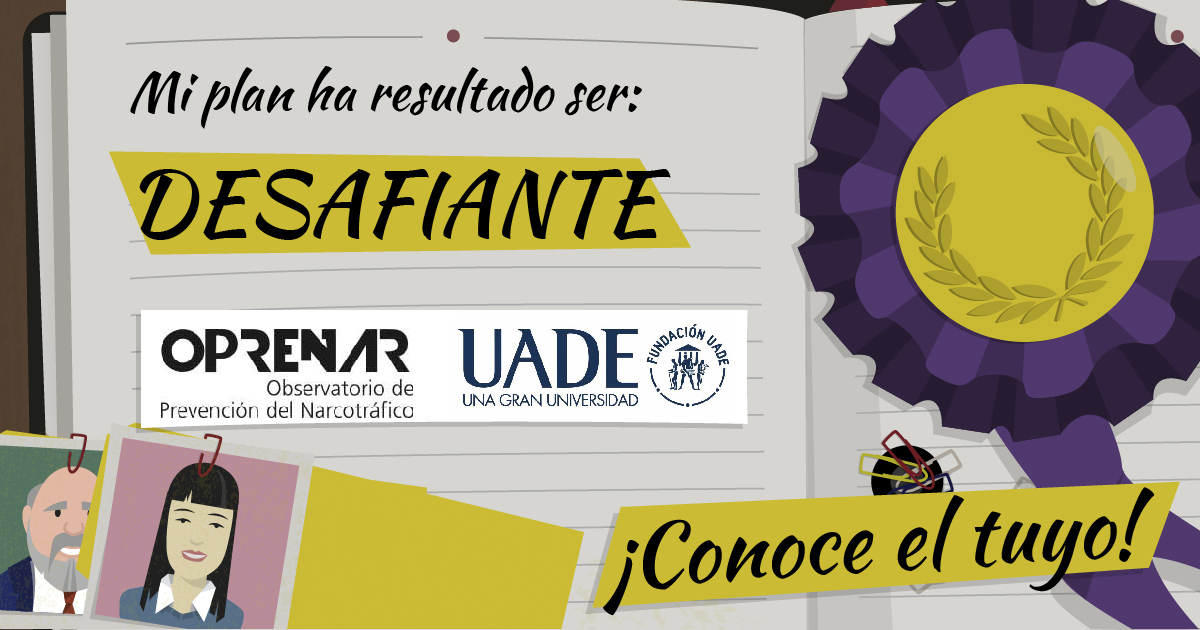 Mi plan ha resultado ser:
DESAFIANTE
OPRENAR
Observatorio de
Prevención del Narcotráfico
UADE
UNA GRAN UNIVERSIDAD
FUNDACIÓN UADE
¡Conoce el tuyo!